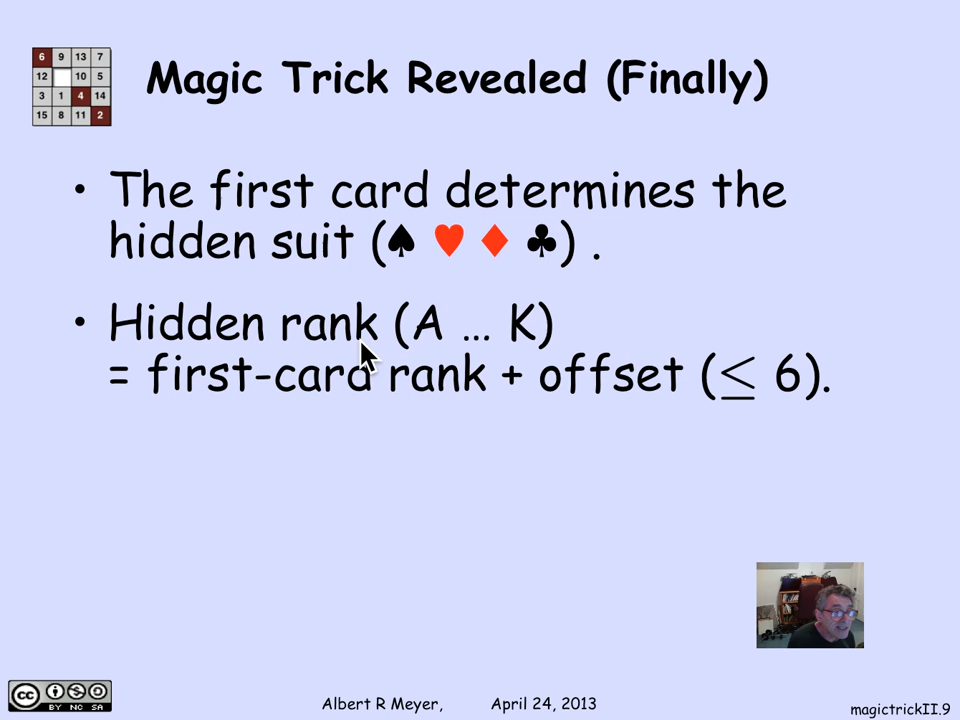 6 9 13 7
12 10 5
3 1 4 14
15 8 11 2
Magic Trick Revealed (Finally)
• The first card determines the
hidden suit (♠ ♥ ♦ ♣) .
• Hidden rank (A … K)
= first-card rank + offset (≤ 6).
cc BY NC SA
Albert R Meyer, April 24, 2013
magictrickII.9